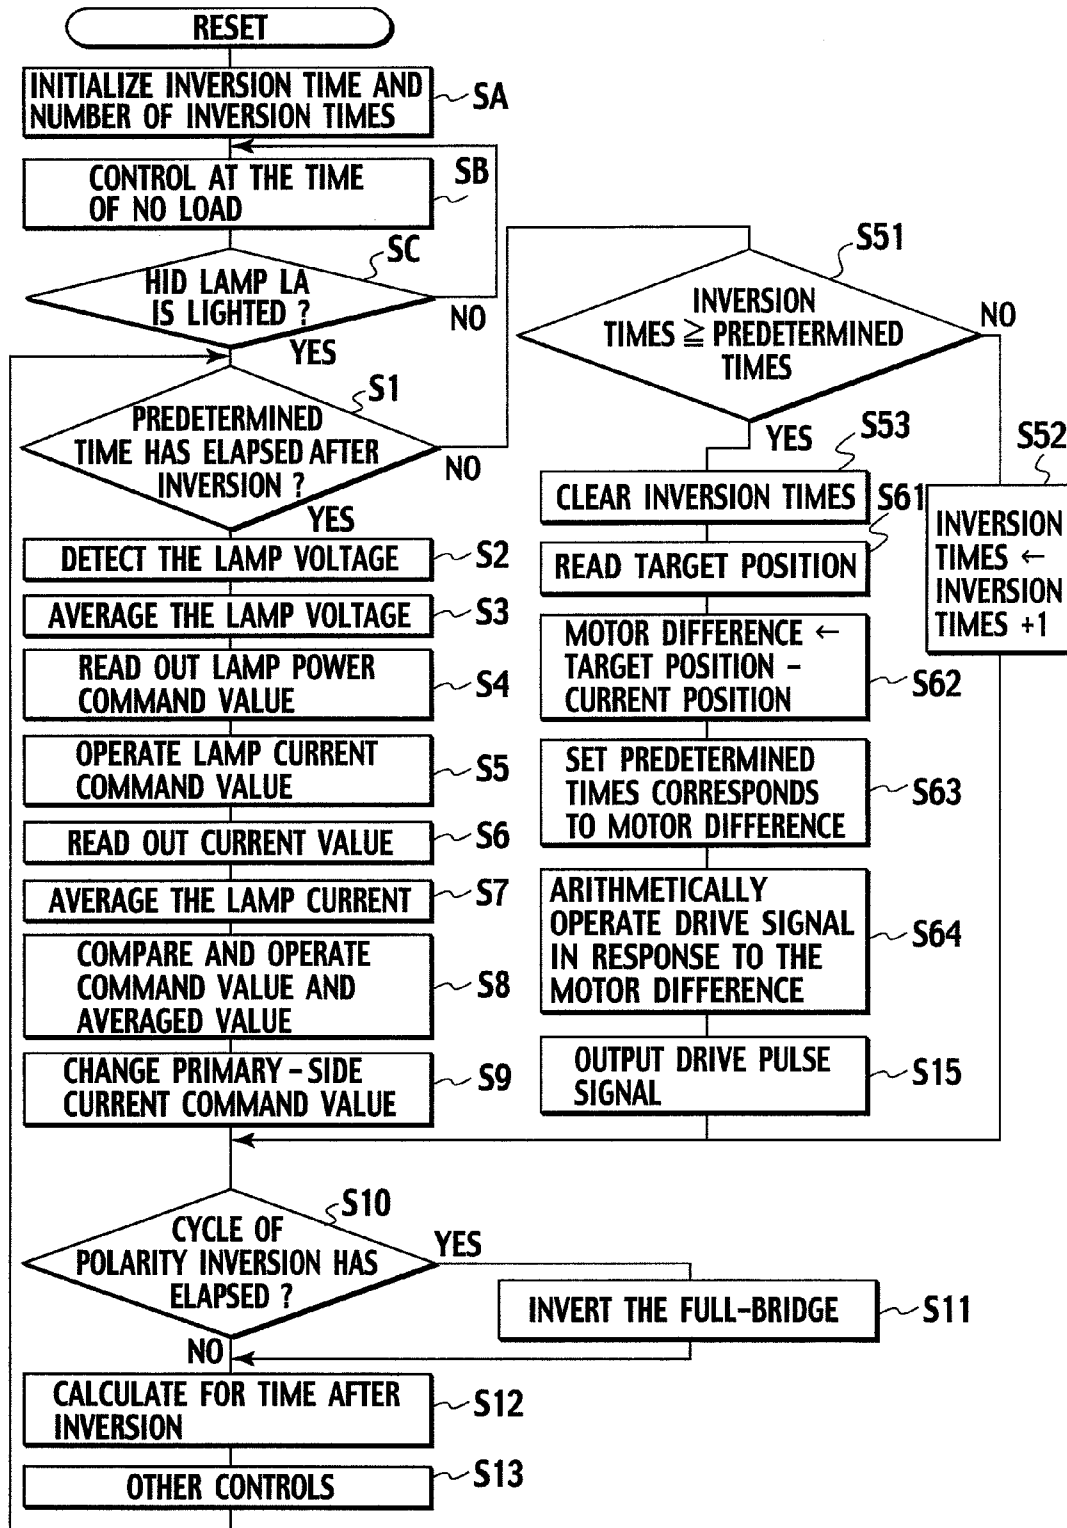 RESET
INITIALIZE INVERSION TIME AND
NUMBER OF INVERSION TIMES
SA
CONTROL AT THE TIME
OF NO LOAD
SB
SC
HID LAMP LA
IS LIGHTED ?
NO
YES
S1
PREDETERMINED
TIME HAS ELAPSED AFTER
INVERSION ?
NO
YES
DETECT THE LAMP VOLTAGE
S2
AVERAGE THE LAMP VOLTAGE
S3
READ OUT LAMP POWER
COMMAND VALUE
S4
OPERATE LAMP CURRENT
COMMAND VALUE
S5
READ OUT CURRENT VALUE
S6
AVERAGE THE LAMP CURRENT
S7
COMPARE AND OPERATE
COMMAND VALUE AND
AVERAGED VALUE
S8
CHANGE PRIMARY-SIDE
CURRENT COMMAND VALUE
S9
S51
INVERSION
TIMES ≧ PREDETERMINED
TIMES
NO
YES
S52
INVERSION
TIMES ←
INVERSION
TIMES +1
S53
CLEAR INVERSION TIMES
S61
READ TARGET POSITION
MOTOR DIFFERENCE ←
TARGET POSITION -
CURRENT POSITION
S62
SET PREDETERMINED
TIMES CORRESPONDS
TO MOTOR DIFFERENCE
S63
ARITHMETICALLY
OPERATE DRIVE SIGNAL
IN RESPONSE TO THE
MOTOR DIFFERENCE
S64
OUTPUT DRIVE PULSE
SIGNAL
S15
S10
CYCLE OF
POLARITY INVERSION HAS
ELAPSED ?
YES
NO
INVERT THE FULL-BRIDGE
S11
CALCULATE FOR TIME AFTER
INVERSION
S12
OTHER CONTROLS
S13